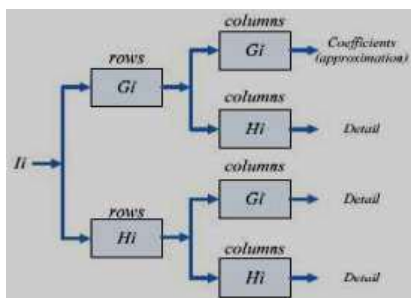 columns
Gi
Coefficients
(approximation)
rows
Gi
columns
Hi
Detail
Ii
columns
Gi
Detail
rows
Hi
columns
Hi
Detail